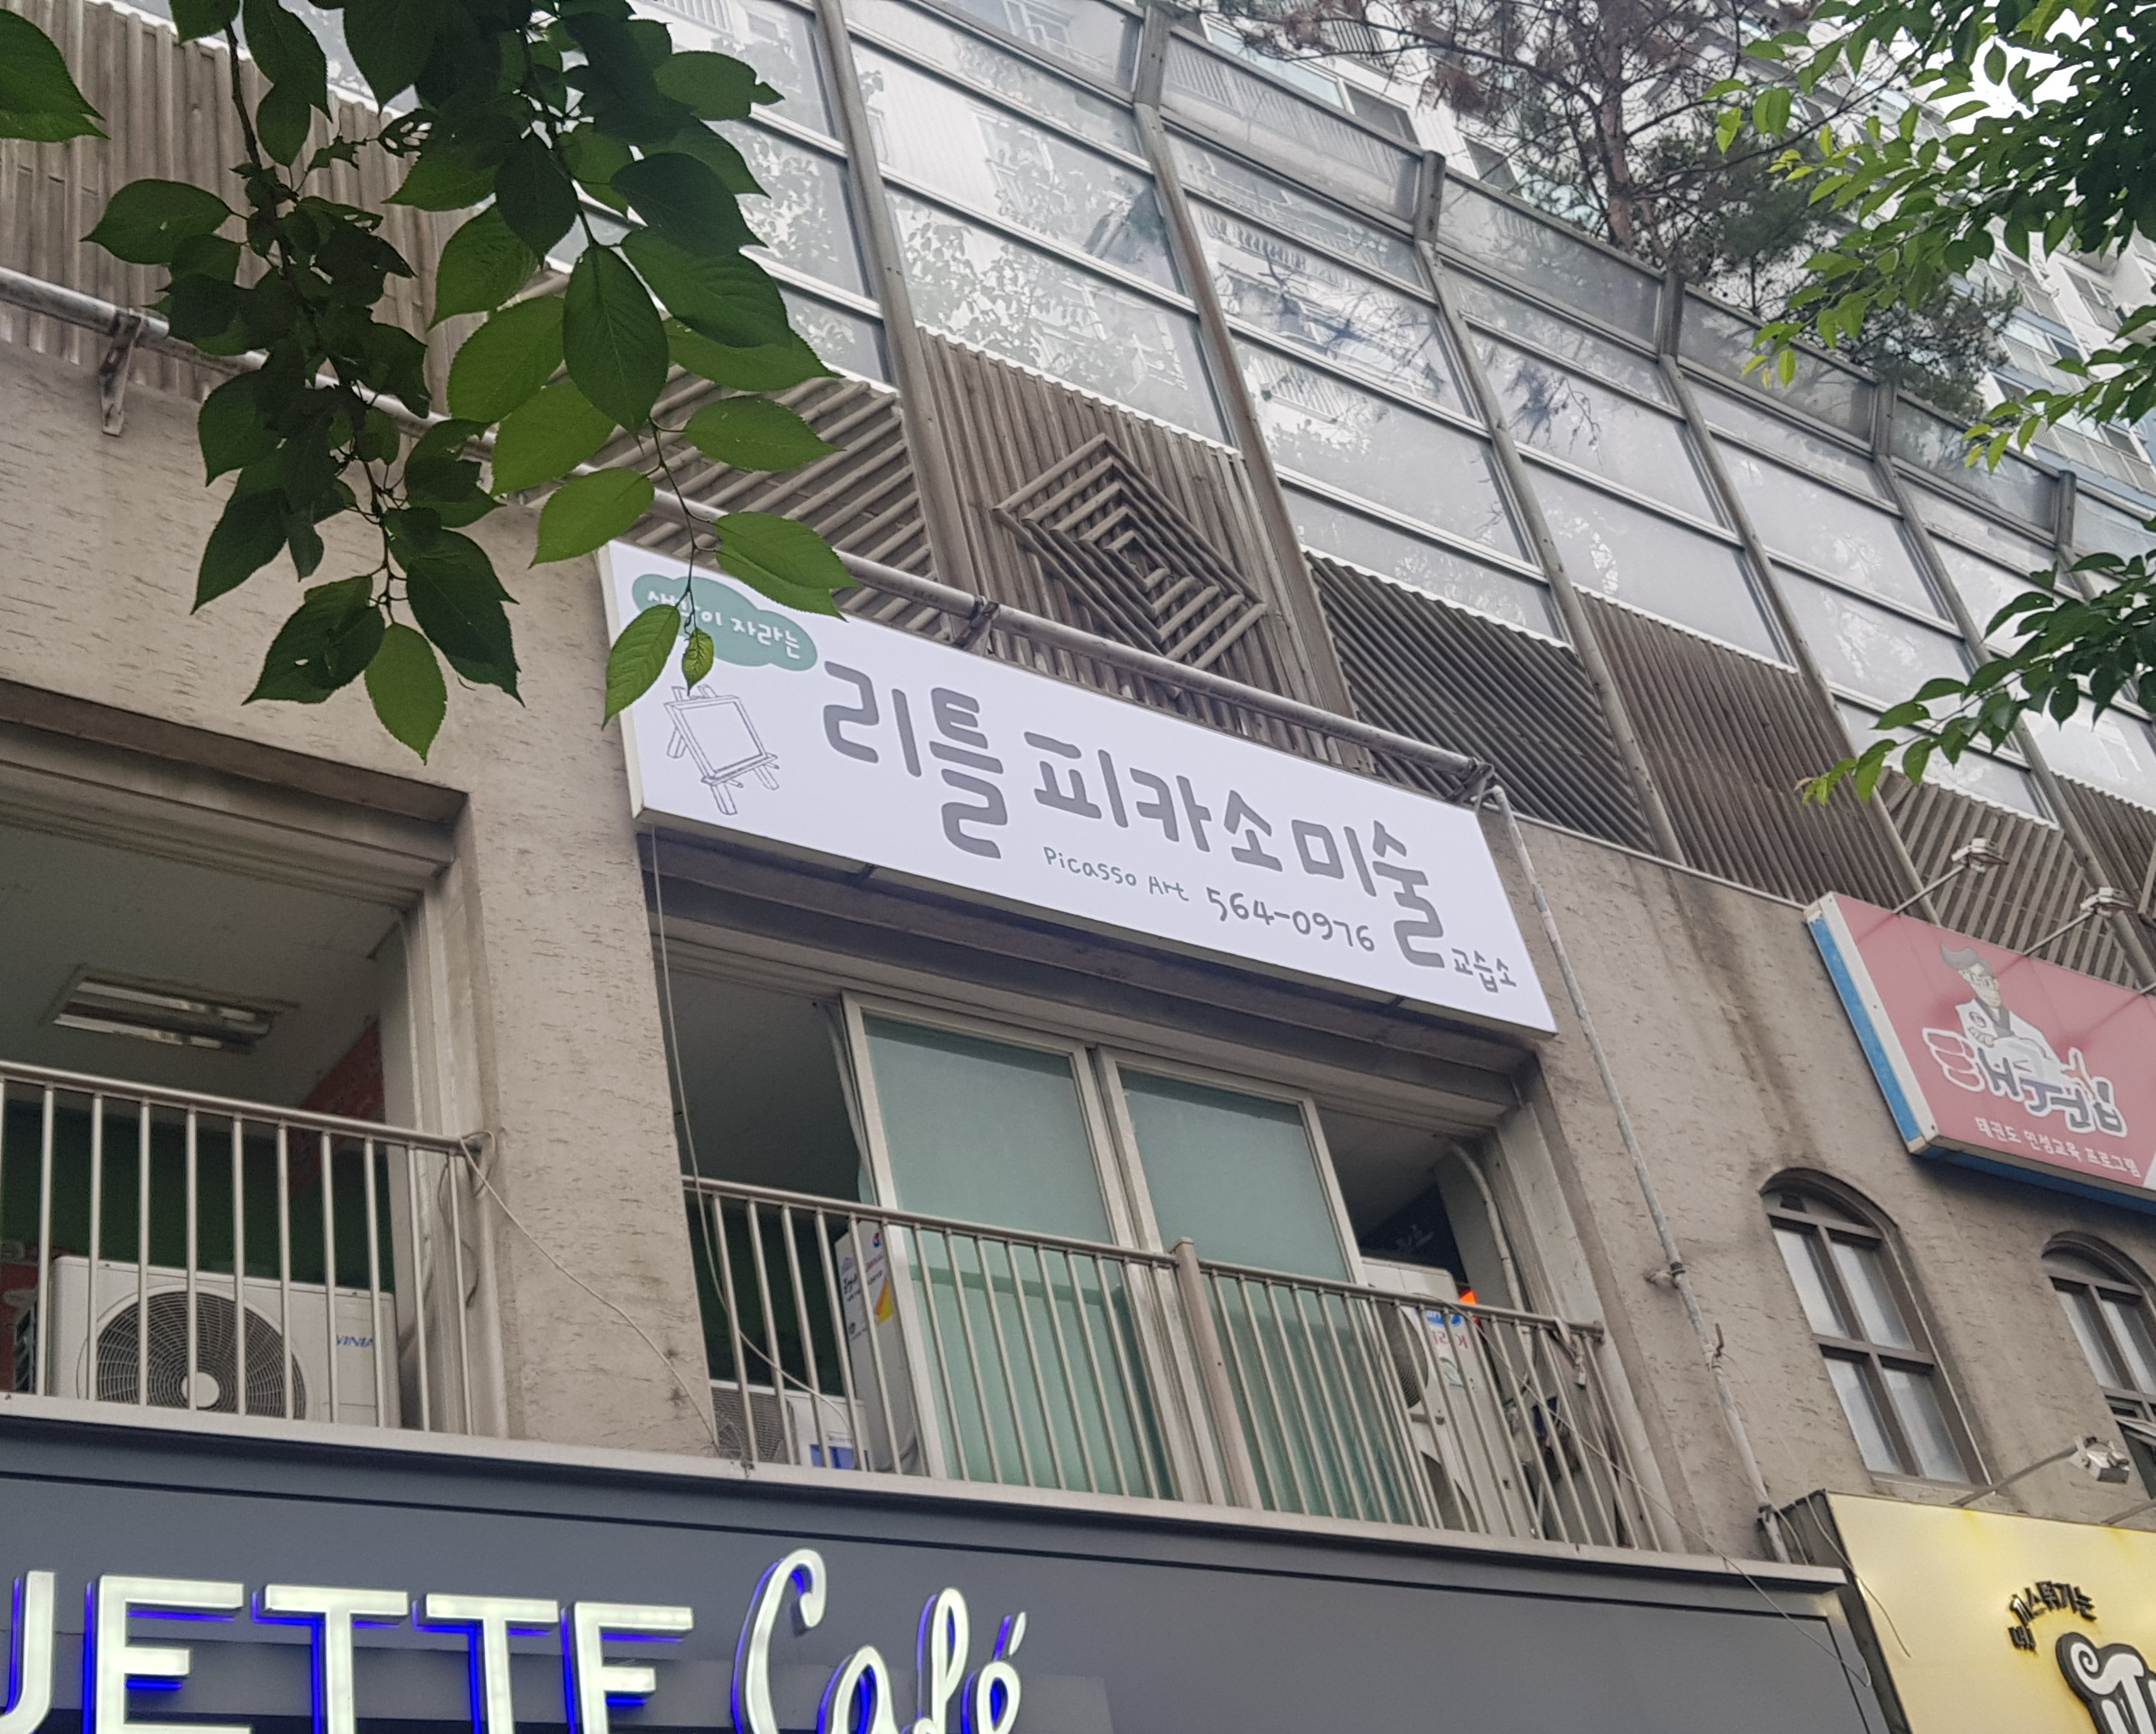 자라는
리틀피카소미술
Picasso Art 564-0976 교습소
태권도 인성교육 프로그램
UETTE Café